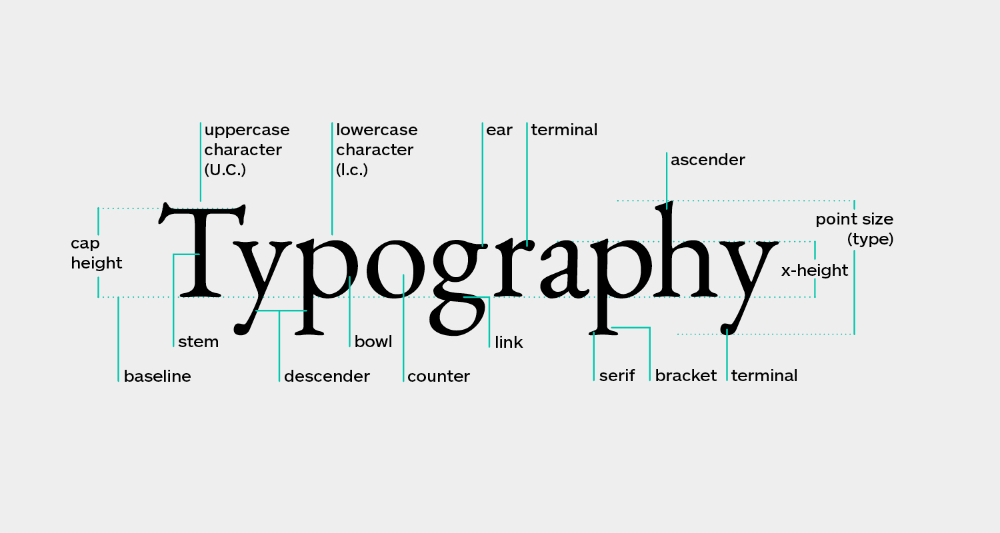 uppercase
character
(U.C.)
lowercase
character
(l.c.)
ear
terminal
ascender
cap
height
Typography
point size
(type)
x-height
stem
bowl
link
baseline
descender
counter
serif
bracket
terminal